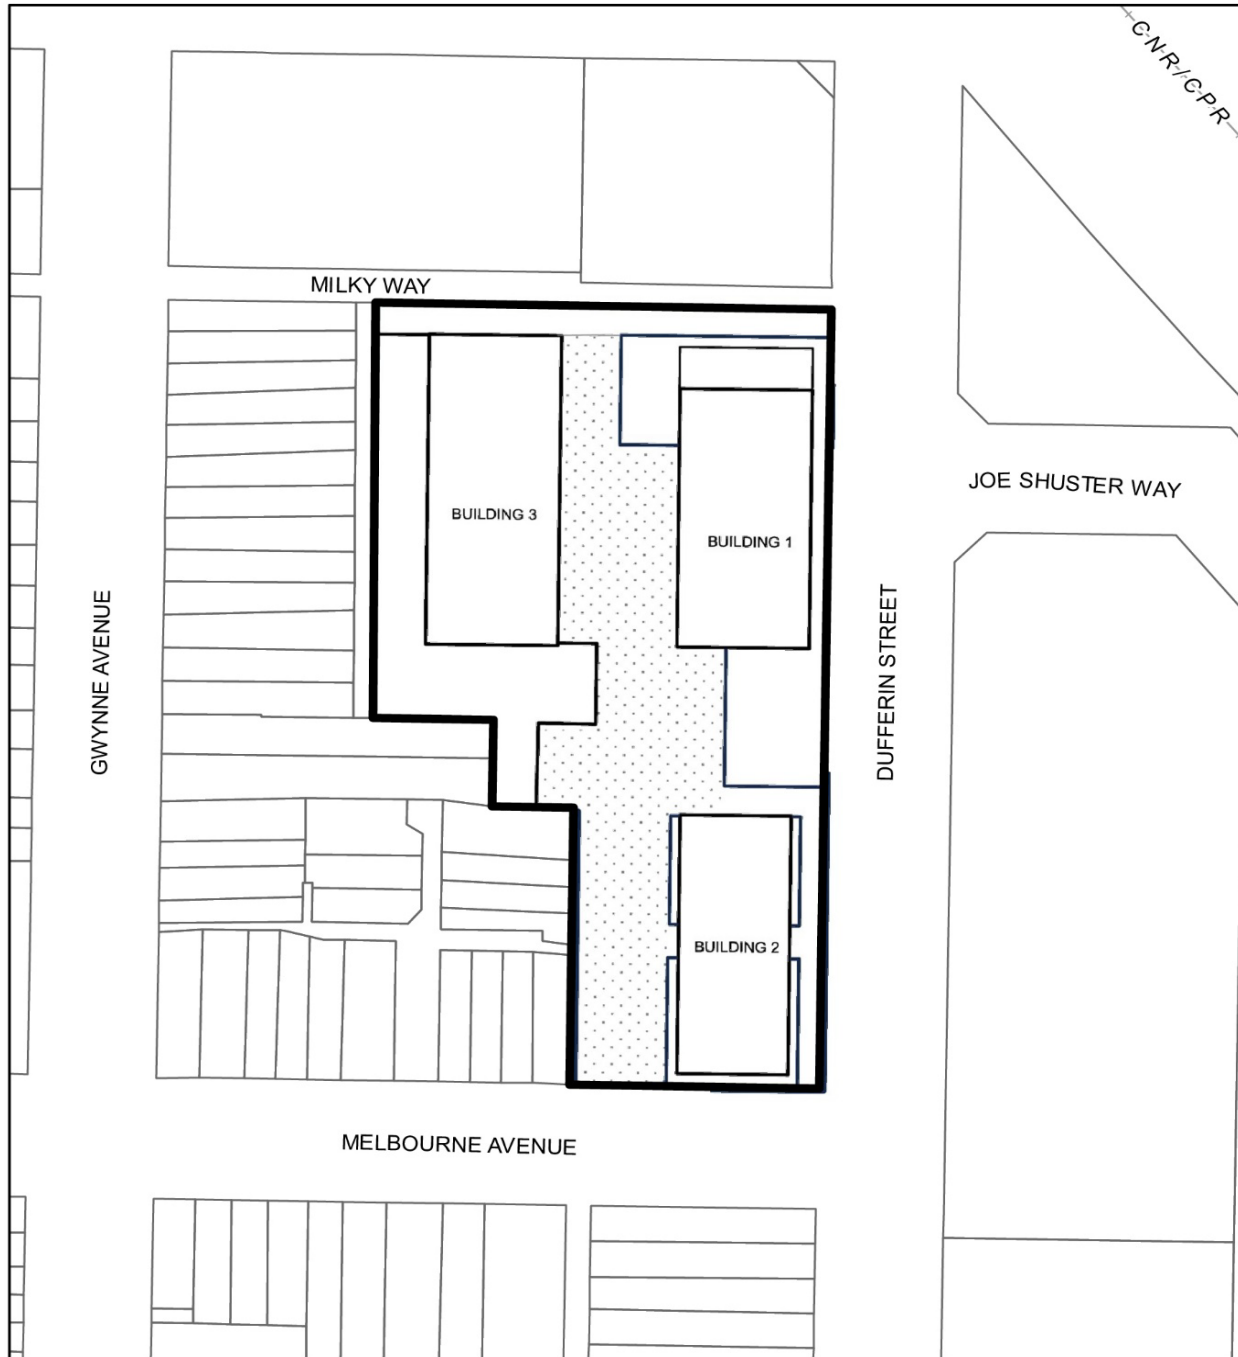 C-N-R-/-C-P-R
MILKY WAY
JOE SHUSTER WAY
BUILDING 3
BUILDING 1
GWYNNE AVENUE
DUFFERIN STREET
BUILDING 2
MELBOURNE AVENUE